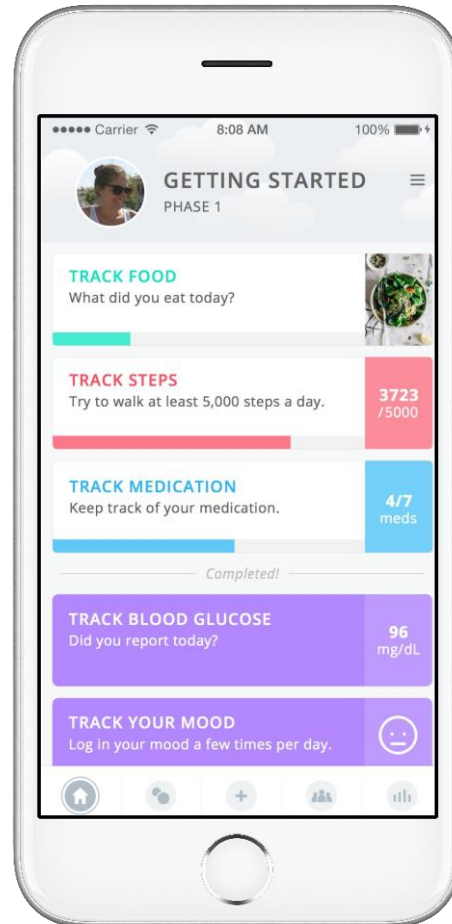 Carrier
8:08 AM
100%
GETTING STARTED
PHASE 1
TRACK FOOD
What did you eat today?
TRACK STEPS
Try to walk at least 5,000 steps a day.
3723
/5000
TRACK MEDICATION
Keep track of your medication.
4/7
meds
Completed!
TRACK BLOOD GLUCOSE
Did you report today?
96
mg/dL
TRACK YOUR MOOD
Log in your mood a few times per day.